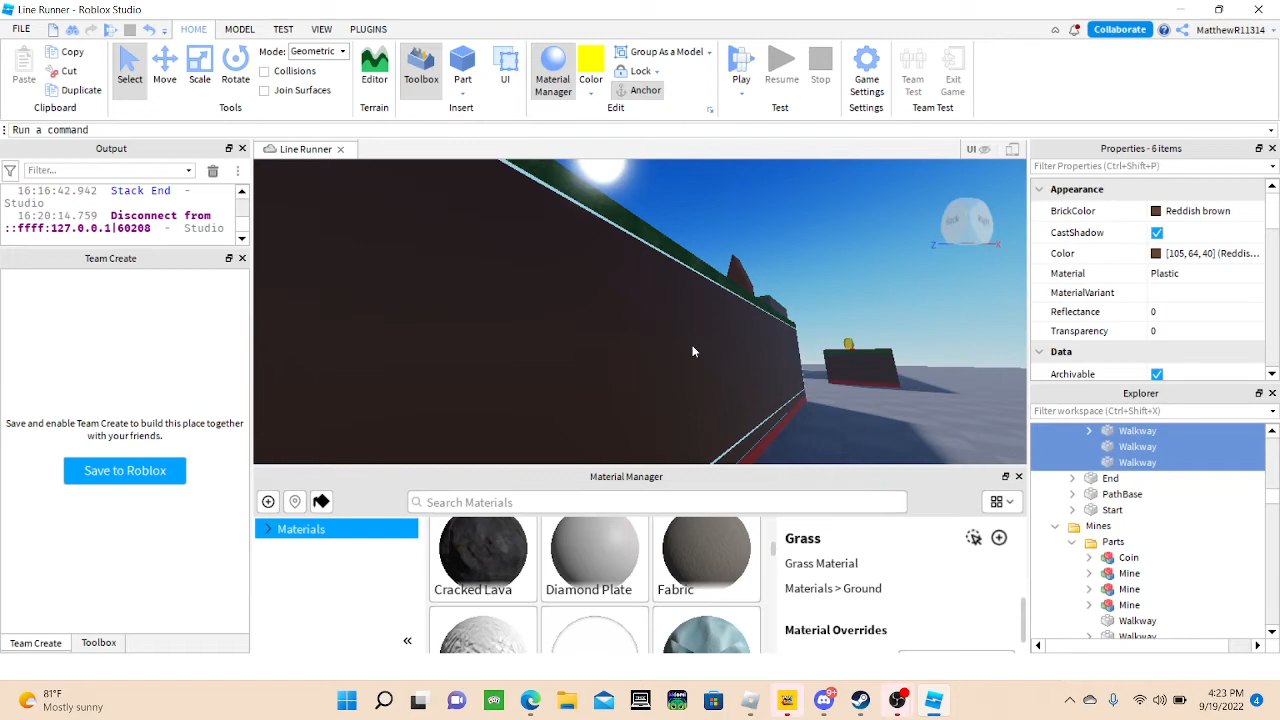 Line Runner - Roblox Studio
FILE HOME MODEL TEST VIEW PLUGINS Collaborate MatthewR11314
Paste Copy Cut Duplicate Clipboard
Select Move Scale Rotate Mode: Geometric Collisions Join Surfaces Tools
Editor Terrain
Toolbox Part UI Insert
Material Manager Color Group As a Model Lock Anchor Edit
Play Resume Stop Test
Game Settings Settings
Team Test Exit Game Team Test
Run a command
Output
Filter...
16:16:42.942 Stack End -
Studio
16:20:14.759 Disconnect from
::ffff:127.0.0.1|60208 - Studio
Team Create
Save and enable Team Create to build this place together
with your friends.
Save to Roblox
Team Create Toolbox
Line Runner
UI
Back Right
Z X
Material Manager
Search Materials
Materials
Cracked Lava Diamond Plate Fabric
Grass
Grass Material
Materials > Ground
Material Overrides
Properties - 6 items
Filter Properties (Ctrl+Shift+P)
Appearance
BrickColor Reddish brown
CastShadow
Color [105, 64, 40] (Reddis...
Material Plastic
MaterialVariant
Reflectance 0
Transparency 0
Data
Archivable
Explorer
Filter workspace (Ctrl+Shift+X)
Walkway
Walkway
Walkway
End
PathBase
Start
Mines
Parts
Coin
Mine
Mine
Mine
Walkway
Walkway
81°F
Mostly sunny
9+
4:23 PM
9/19/2022
4